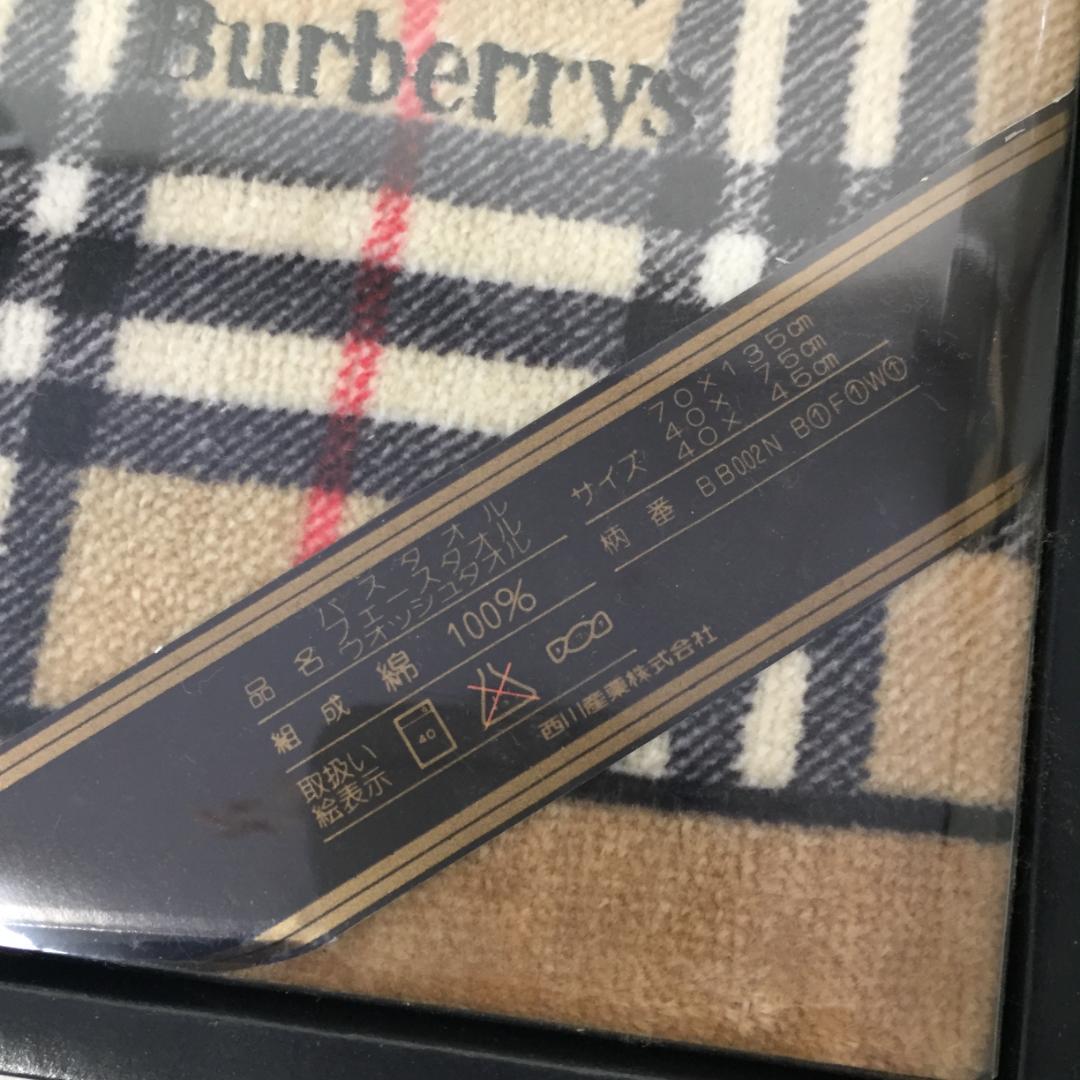 Burberrys
品名 バスタオル
フェースタオル
ウオッシュタオル
サイズ 70×135cm
40× 75cm
40× 45cm
組成 綿 100%
柄番 BB002N B①F①W①
取扱い
絵表示
40
西川産業株式会社